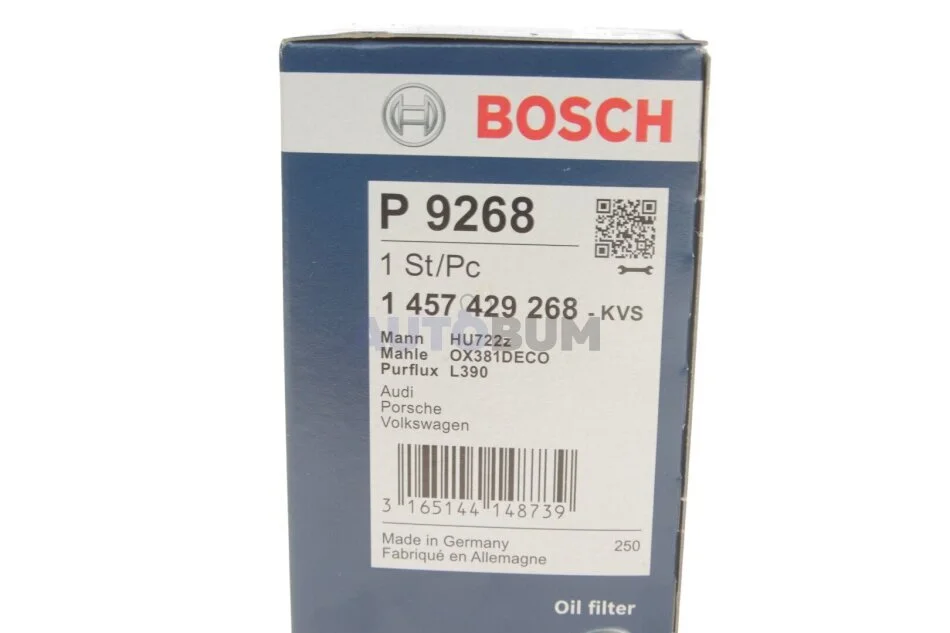 BOSCH
P 9268
1 St/Pc
1 457 429 268 - KVS
AUTOBUM
Mann HU722z
Mahle OX381DECO
Purflux L390
Audi
Porsche
Volkswagen
3 165144 148739
Made in Germany 250
Fabriqué en Allemagne
Oil filter